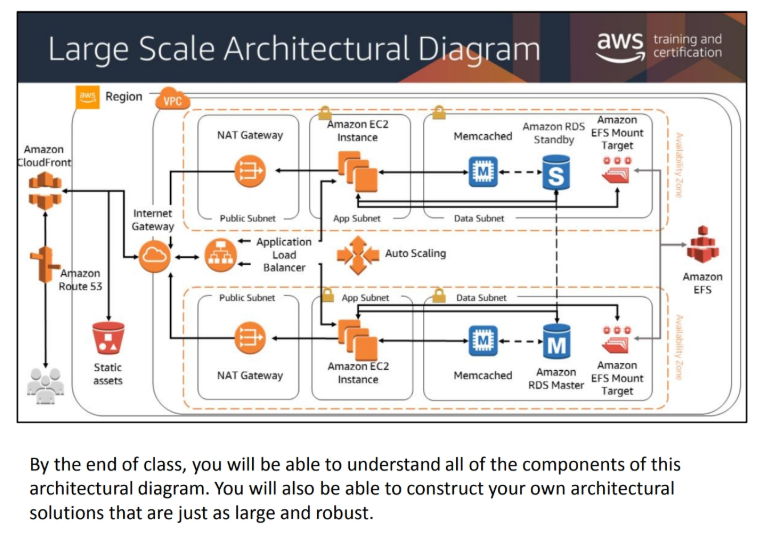 Large Scale Architectural Diagram
aws training and
certification
aws Region
VPC
NAT Gateway
Public Subnet
Amazon EC2
Instance
App Subnet
Memcached
Amazon RDS
Standby
S
Amazon
EFS Mount
Target
M
Data Subnet
Availability Zone
Amazon
CloudFront
Internet
Gateway
Application
Load
Balancer
Auto Scaling
Amazon
EFS
Amazon
Route 53
Static
assets
Public Subnet
NAT Gateway
App Subnet
Amazon EC2
Instance
Data Subnet
M
Memcached
M
Amazon
RDS Master
Amazon
EFS Mount
Target
Availability Zone
By the end of class, you will be able to understand all of the components of this
architectural diagram. You will also be able to construct your own architectural
solutions that are just as large and robust.